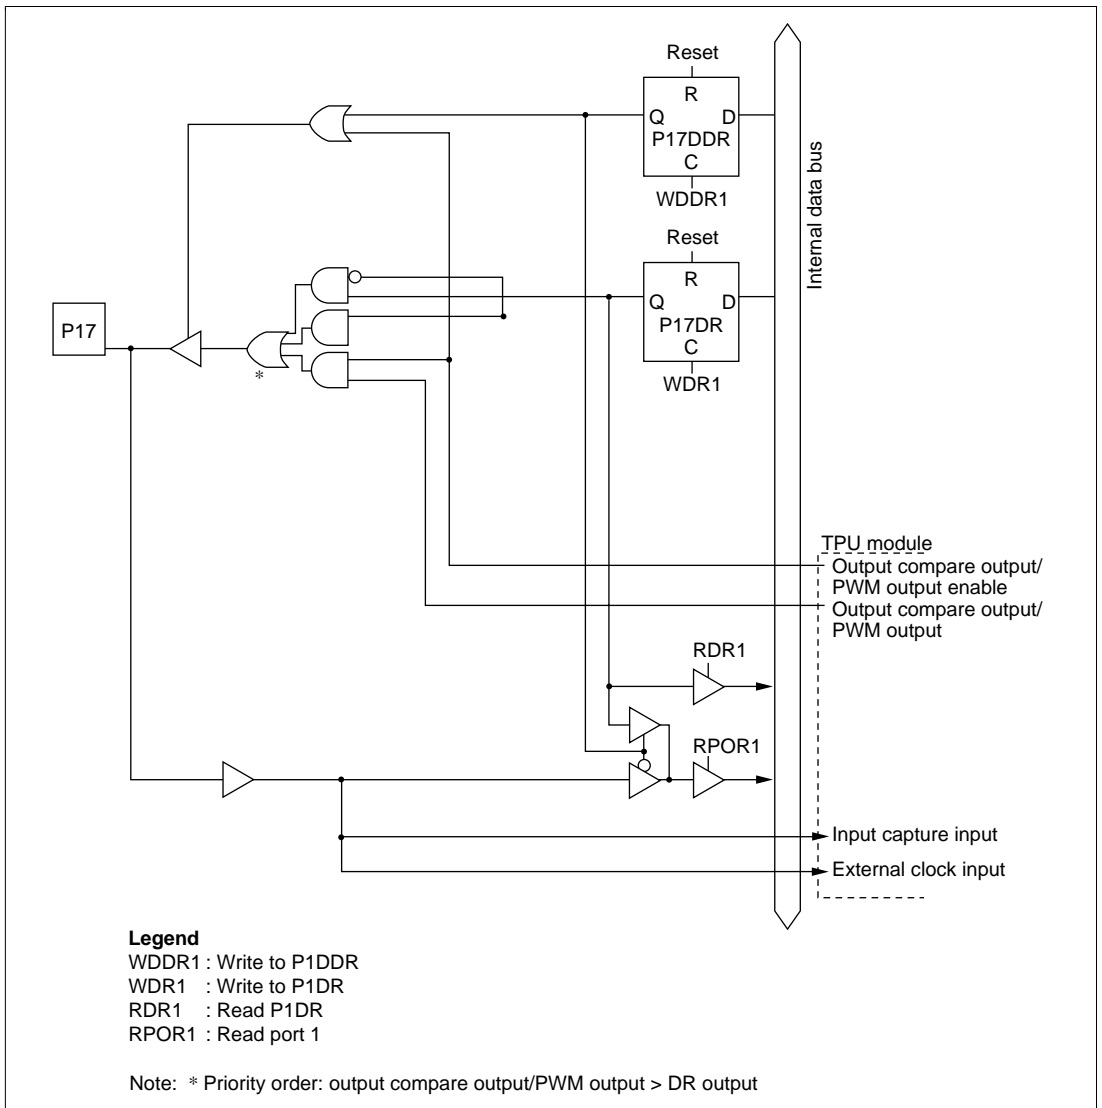 Reset
R
Q D
P17DDR
C
WDDR1
Internal data bus
Reset
R
Q D
P17DR
C
WDR1
P17
*
TPU module
Output compare output/
PWM output enable
Output compare output/
PWM output
RDR1
RPOR1
Input capture input
External clock input
Legend
WDDR1 : Write to P1DDR
WDR1 : Write to P1DR
RDR1 : Read P1DR
RPOR1 : Read port 1
Note: * Priority order: output compare output/PWM output > DR output